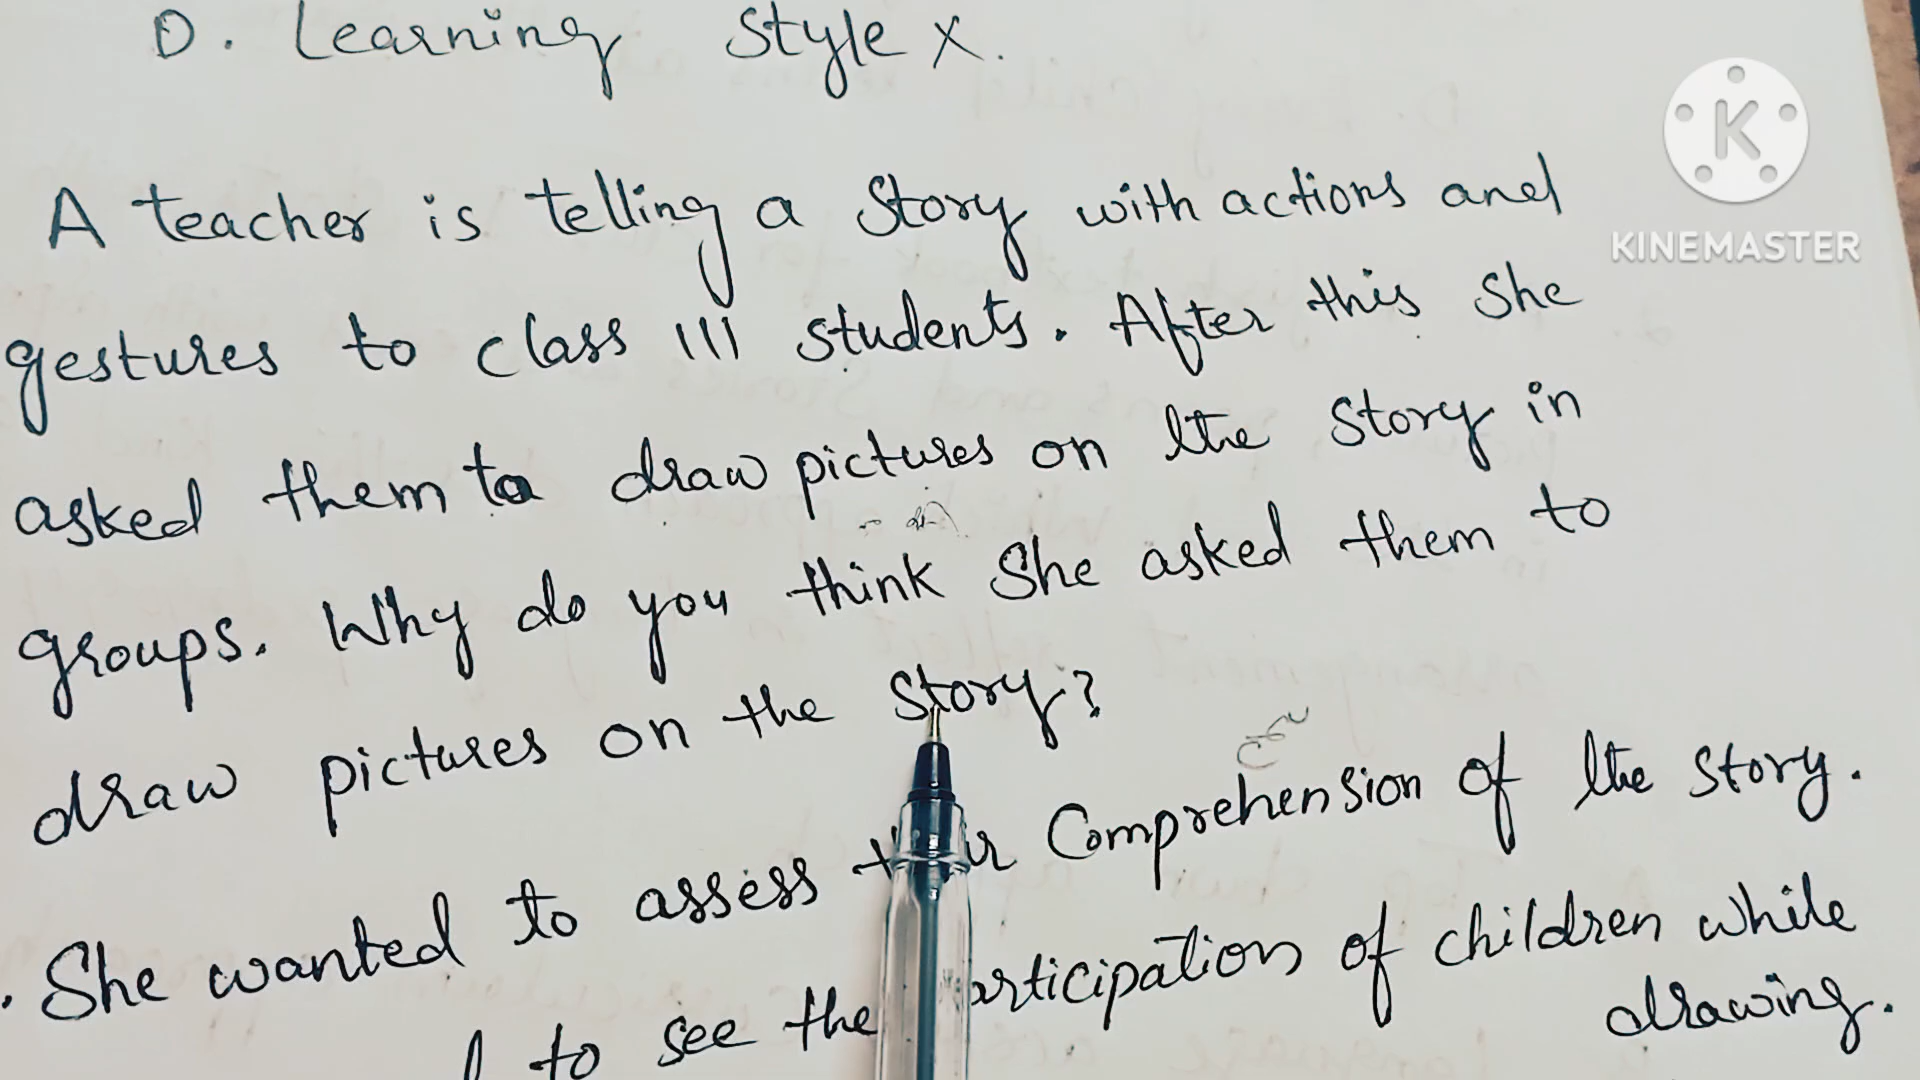 D. Learning Style X.
KINEMASTER
A teacher is telling a Story with actions and
gestures to class III students. After this She
asked them to draw pictures on the Story in
groups. Why do you think She asked them to
draw pictures on the Story?
. She wanted to assess Comprehension of the Story.
to see the participation of children while
drawing.